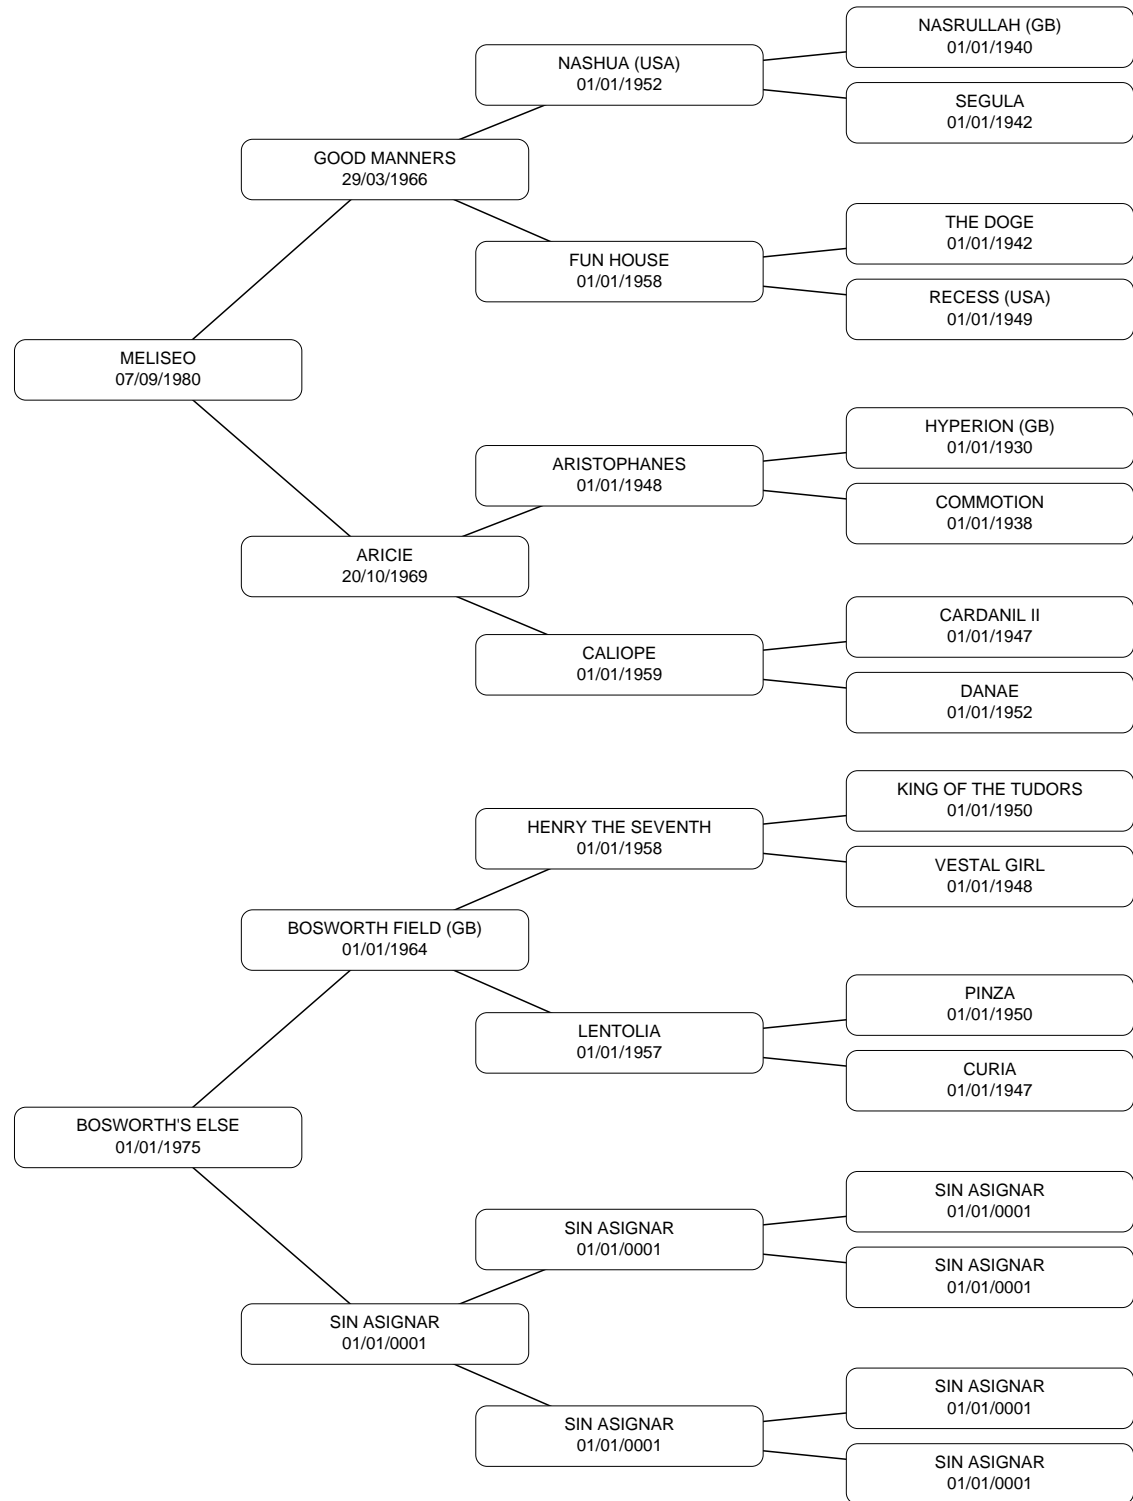 NASRULLAH (GB)
01/01/1940
NASHUA (USA)
01/01/1952
SEGULA
01/01/1942
GOOD MANNERS
29/03/1966
THE DOGE
01/01/1942
FUN HOUSE
01/01/1958
RECESS (USA)
01/01/1949
MELISEO
07/09/1980
HYPERION (GB)
01/01/1930
ARISTOPHANES
01/01/1948
COMMOTION
01/01/1938
ARICIE
20/10/1969
CARDANIL II
01/01/1947
CALIOPE
01/01/1959
DANAE
01/01/1952
KING OF THE TUDORS
01/01/1950
HENRY THE SEVENTH
01/01/1958
VESTAL GIRL
01/01/1948
BOSWORTH FIELD (GB)
01/01/1964
PINZA
01/01/1950
LENTOLIA
01/01/1957
CURIA
01/01/1947
BOSWORTH'S ELSE
01/01/1975
SIN ASIGNAR
01/01/0001
SIN ASIGNAR
01/01/0001
SIN ASIGNAR
01/01/0001
SIN ASIGNAR
01/01/0001
SIN ASIGNAR
01/01/0001
SIN ASIGNAR
01/01/0001
SIN ASIGNAR
01/01/0001